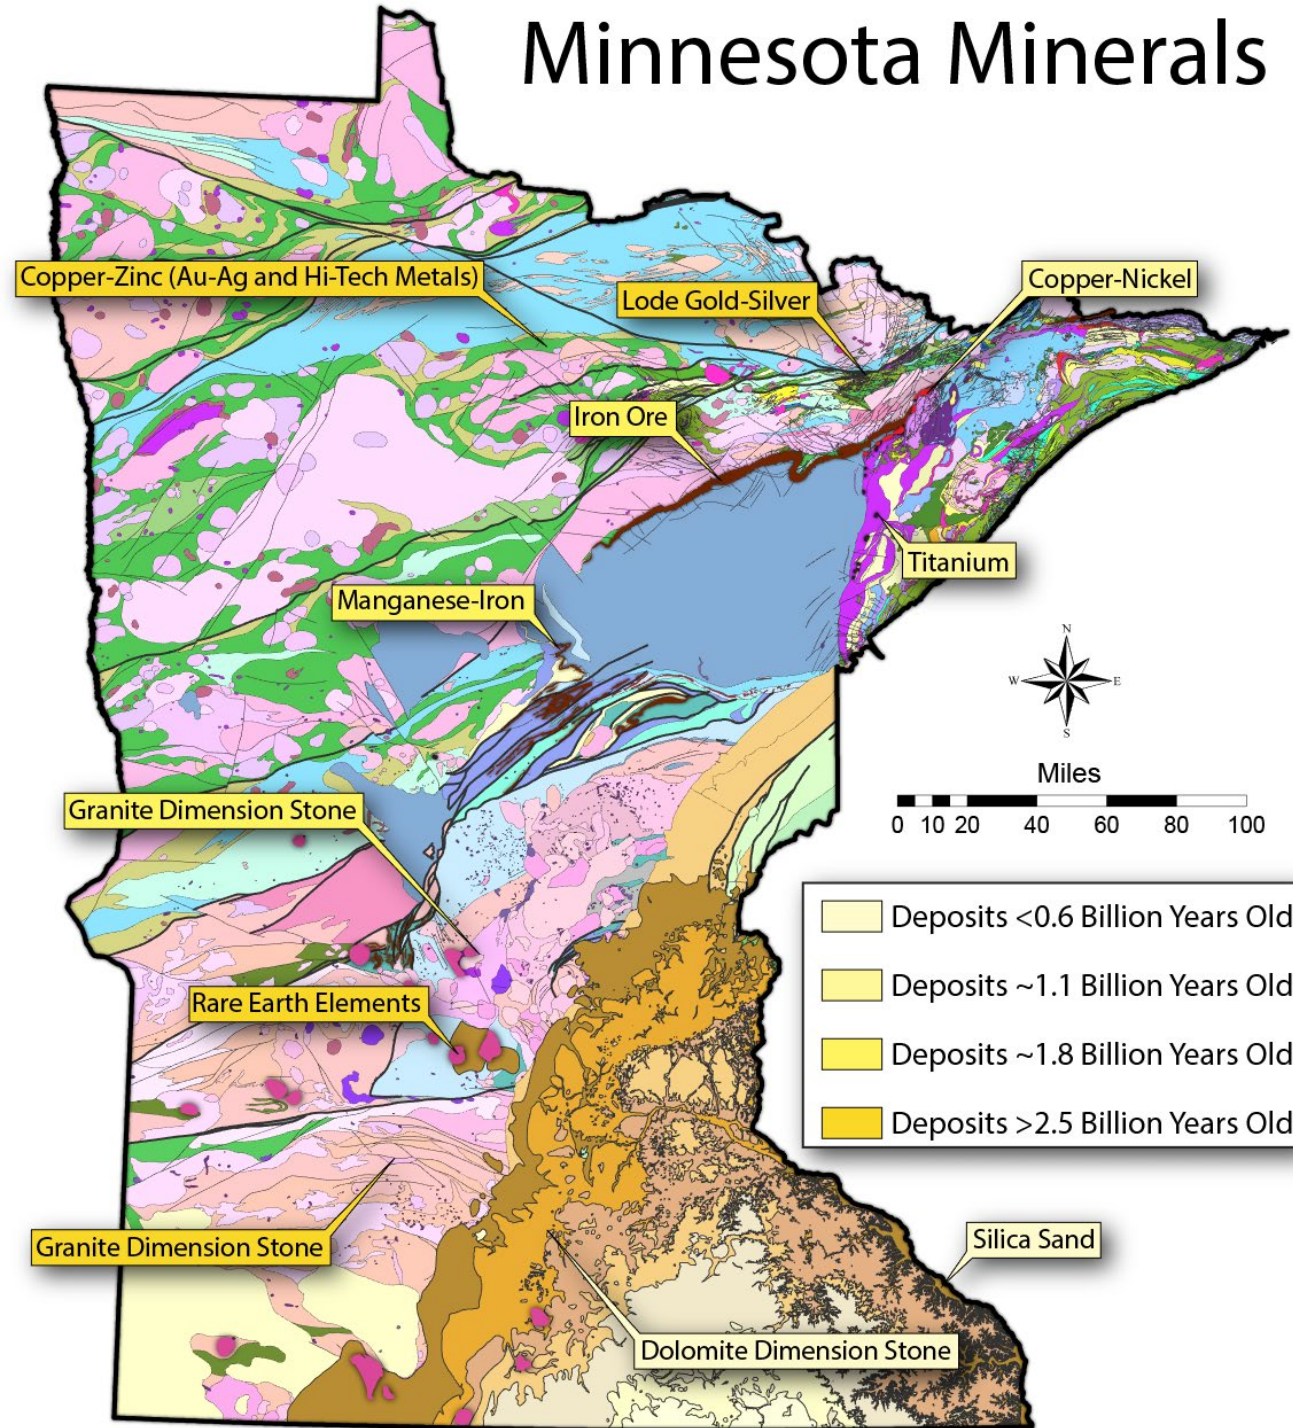 Minnesota Minerals
Copper-Zinc (Au-Ag and Hi-Tech Metals)
Lode Gold-Silver
Copper-Nickel
Iron Ore
Titanium
Manganese-Iron
N
W E
S
Miles
0 10 20 40 60 80 100
Granite Dimension Stone
Deposits <0.6 Billion Years Old
Deposits ~1.1 Billion Years Old
Deposits ~1.8 Billion Years Old
Deposits >2.5 Billion Years Old
Rare Earth Elements
Granite Dimension Stone
Silica Sand
Dolomite Dimension Stone